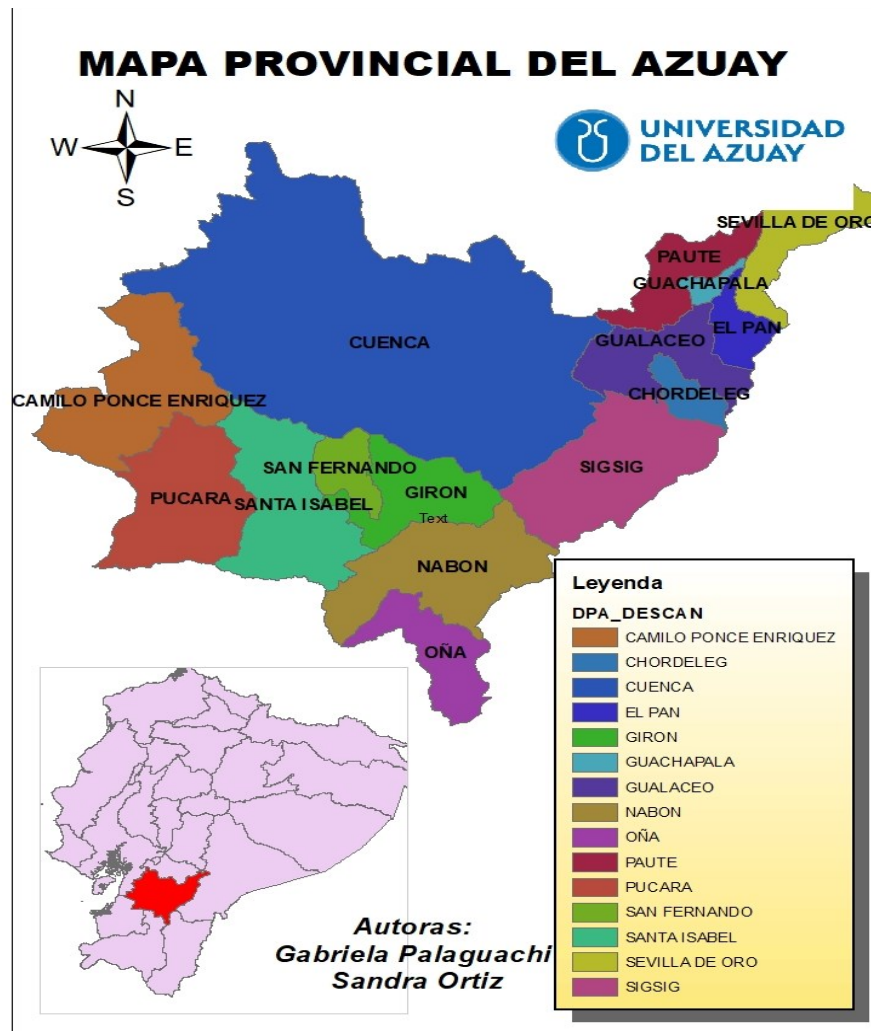 MAPA PROVINCIAL DEL AZUAY
N
W E
S
UNIVERSIDAD
DEL AZUAY
SEVILLA DE ORO
PAUTE
GUACHAPALA
EL PAN
GUALACEO
CUENCA
CHORDELEG
CAMILO PONCE ENRIQUEZ
SAN FERNANDO
SIGSIG
GIRON
PUCARA
SANTA ISABEL
Text
NABON
OÑA
Leyenda
DPA_DESCAN
CAMILO PONCE ENRIQUEZ
CHORDELEG
CUENCA
EL PAN
GIRON
GUACHAPALA
GUALACEO
NABON
OÑA
PAUTE
PUCARA
SAN FERNANDO
SANTA ISABEL
SEVILLA DE ORO
SIGSIG
Autoras:
Gabriela Palaguachi
Sandra Ortiz